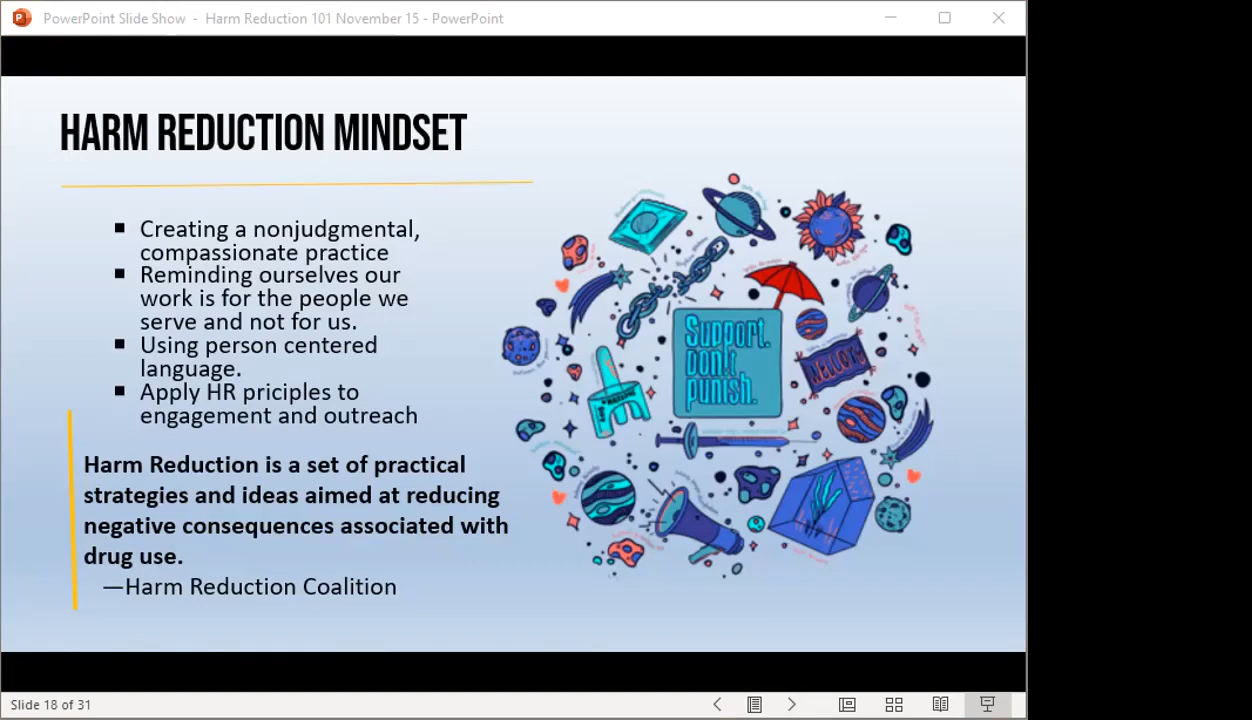 PowerPoint Slide Show - Harm Reduction 101 November 15 - PowerPoint
HARM REDUCTION MINDSET
Creating a nonjudgmental,
compassionate practice
Reminding ourselves our
work is for the people we
serve and not for us.
Using person centered
language.
Apply HR priciples to
engagement and outreach
Harm Reduction is a set of practical
strategies and ideas aimed at reducing
negative consequences associated with
drug use.
—Harm Reduction Coalition
Support.
Don't
punish.
WELCOME
Slide 18 of 31